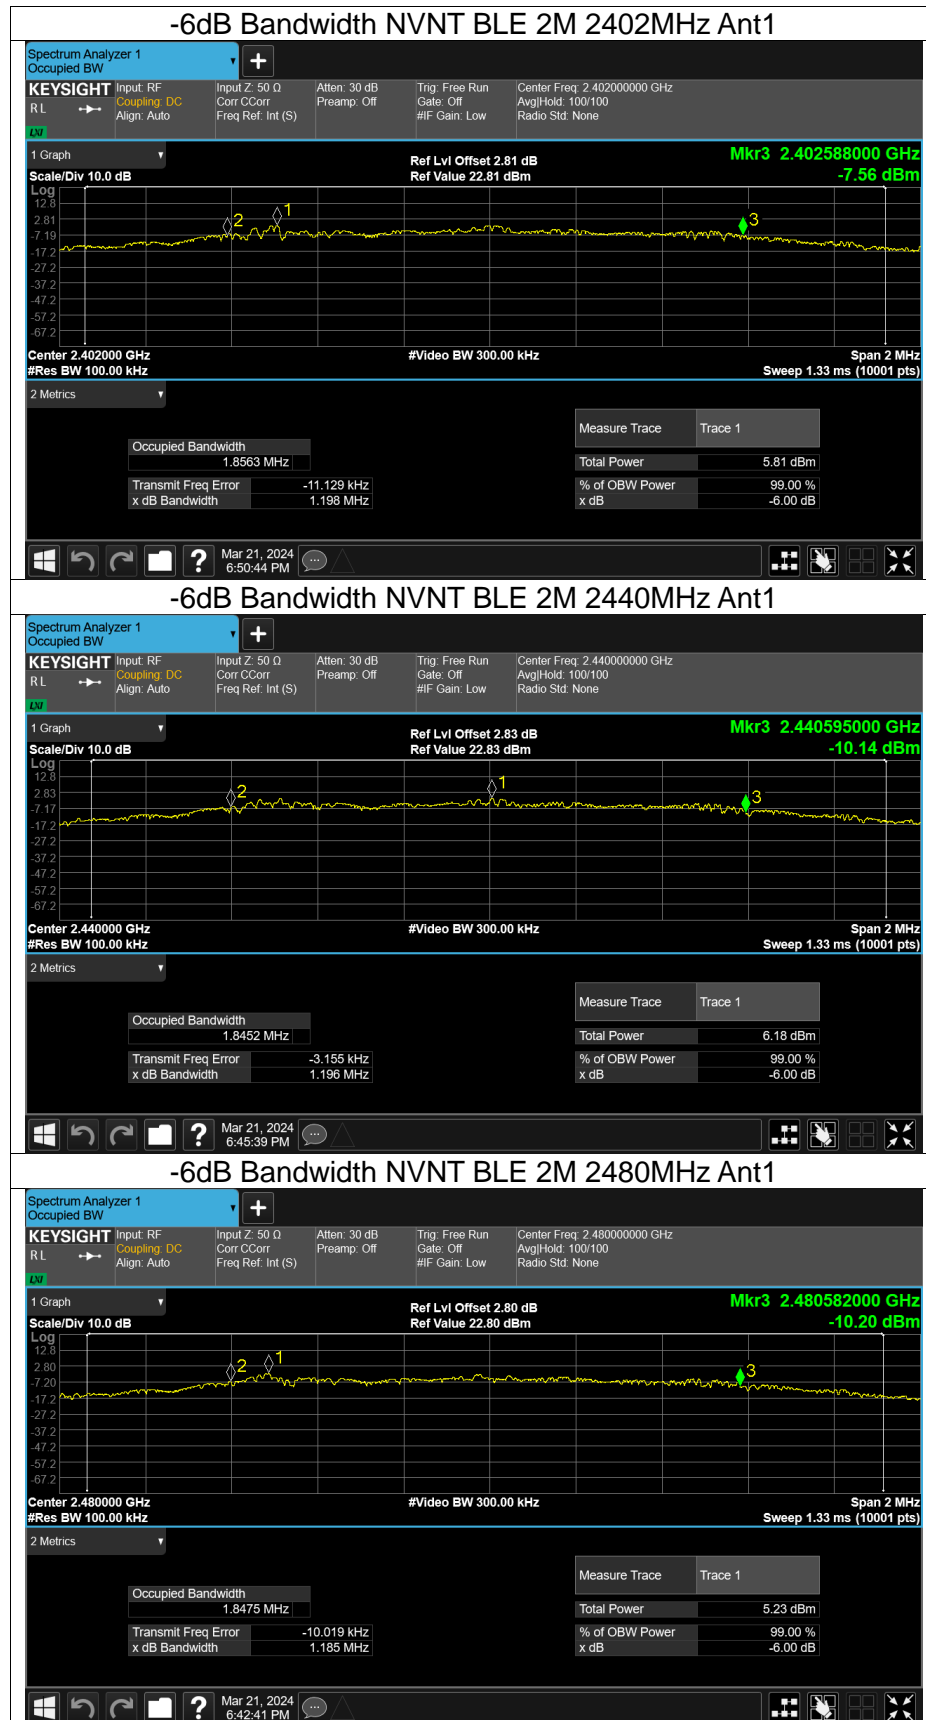 -6dB Bandwidth NVNT BLE 2M 2402MHz Ant1
Spectrum Analyzer 1
Occupied BW
+
KEYSIGHT Input: RF Input Z: 50 Ω Atten: 30 dB Trig: Free Run Center Freq: 2.402000000 GHz
RL Coupling: DC Corr CCorr Preamp: Off Gate: Off Avg|Hold: 100/100
Align: Auto Freq Ref: Int (S) #IF Gain: Low Radio Std: None
LXI
1 Graph Ref Lvl Offset 2.81 dB Mkr3 2.402588000 GHz
Scale/Div 10.0 dB Ref Value 22.81 dBm -7.56 dBm
Log
12.8
2.81
-7.19
-17.2
-27.2
-37.2
-47.2
-57.2
-67.2
2 1 3
Center 2.402000 GHz #Video BW 300.00 kHz Span 2 MHz
#Res BW 100.00 kHz Sweep 1.33 ms (10001 pts)
2 Metrics
Measure Trace Trace 1
Occupied Bandwidth
1.8563 MHz Total Power 5.81 dBm
Transmit Freq Error -11.129 kHz % of OBW Power 99.00 %
x dB Bandwidth 1.198 MHz x dB -6.00 dB
? Mar 21, 2024
6:50:44 PM
-6dB Bandwidth NVNT BLE 2M 2440MHz Ant1
Spectrum Analyzer 1
Occupied BW
+
KEYSIGHT Input: RF Input Z: 50 Ω Atten: 30 dB Trig: Free Run Center Freq: 2.440000000 GHz
RL Coupling: DC Corr CCorr Preamp: Off Gate: Off Avg|Hold: 100/100
Align: Auto Freq Ref: Int (S) #IF Gain: Low Radio Std: None
LXI
1 Graph Ref Lvl Offset 2.83 dB Mkr3 2.440595000 GHz
Scale/Div 10.0 dB Ref Value 22.83 dBm -10.14 dBm
Log
12.8
2.83
-7.17
-17.2
-27.2
-37.2
-47.2
-57.2
-67.2
2 1 3
Center 2.440000 GHz #Video BW 300.00 kHz Span 2 MHz
#Res BW 100.00 kHz Sweep 1.33 ms (10001 pts)
2 Metrics
Measure Trace Trace 1
Occupied Bandwidth
1.8452 MHz Total Power 6.18 dBm
Transmit Freq Error -3.155 kHz % of OBW Power 99.00 %
x dB Bandwidth 1.196 MHz x dB -6.00 dB
? Mar 21, 2024
6:45:39 PM
-6dB Bandwidth NVNT BLE 2M 2480MHz Ant1
Spectrum Analyzer 1
Occupied BW
+
KEYSIGHT Input: RF Input Z: 50 Ω Atten: 30 dB Trig: Free Run Center Freq: 2.480000000 GHz
RL Coupling: DC Corr CCorr Preamp: Off Gate: Off Avg|Hold: 100/100
Align: Auto Freq Ref: Int (S) #IF Gain: Low Radio Std: None
LXI
1 Graph Ref Lvl Offset 2.80 dB Mkr3 2.480582000 GHz
Scale/Div 10.0 dB Ref Value 22.80 dBm -10.20 dBm
Log
12.8
2.80
-7.20
-17.2
-27.2
-37.2
-47.2
-57.2
-67.2
2 1 3
Center 2.480000 GHz #Video BW 300.00 kHz Span 2 MHz
#Res BW 100.00 kHz Sweep 1.33 ms (10001 pts)
2 Metrics
Measure Trace Trace 1
Occupied Bandwidth
1.8475 MHz Total Power 5.23 dBm
Transmit Freq Error -10.019 kHz % of OBW Power 99.00 %
x dB Bandwidth 1.185 MHz x dB -6.00 dB
? Mar 21, 2024
6:42:41 PM